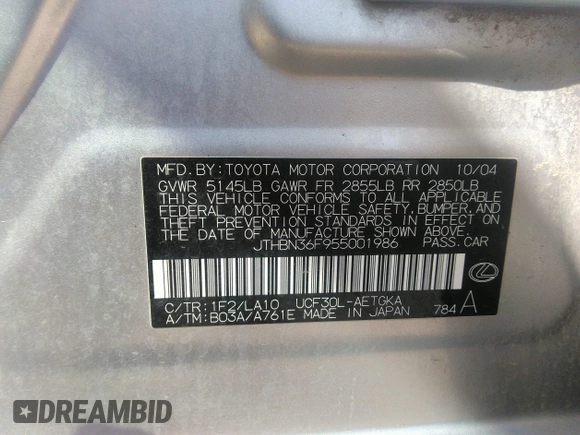 MFD. BY: TOYOTA MOTOR CORPORATION 10/04
GVWR 5145LB GAWR FR 2855LB RR 2850LB
THIS VEHICLE CONFORMS TO ALL APPLICABLE
FEDERAL MOTOR VEHICLE SAFETY, BUMPER, AND
THEFT PREVENTION STANDARDS IN EFFECT ON
THE DATE OF MANUFACTURE SHOWN ABOVE.
JTHBN36F955001986 PASS. CAR
C/TR: 1F2/LA10 UCF30L-AETGKA
A/TM: B03A/A761E MADE IN JAPAN 784 A
DREAMBID